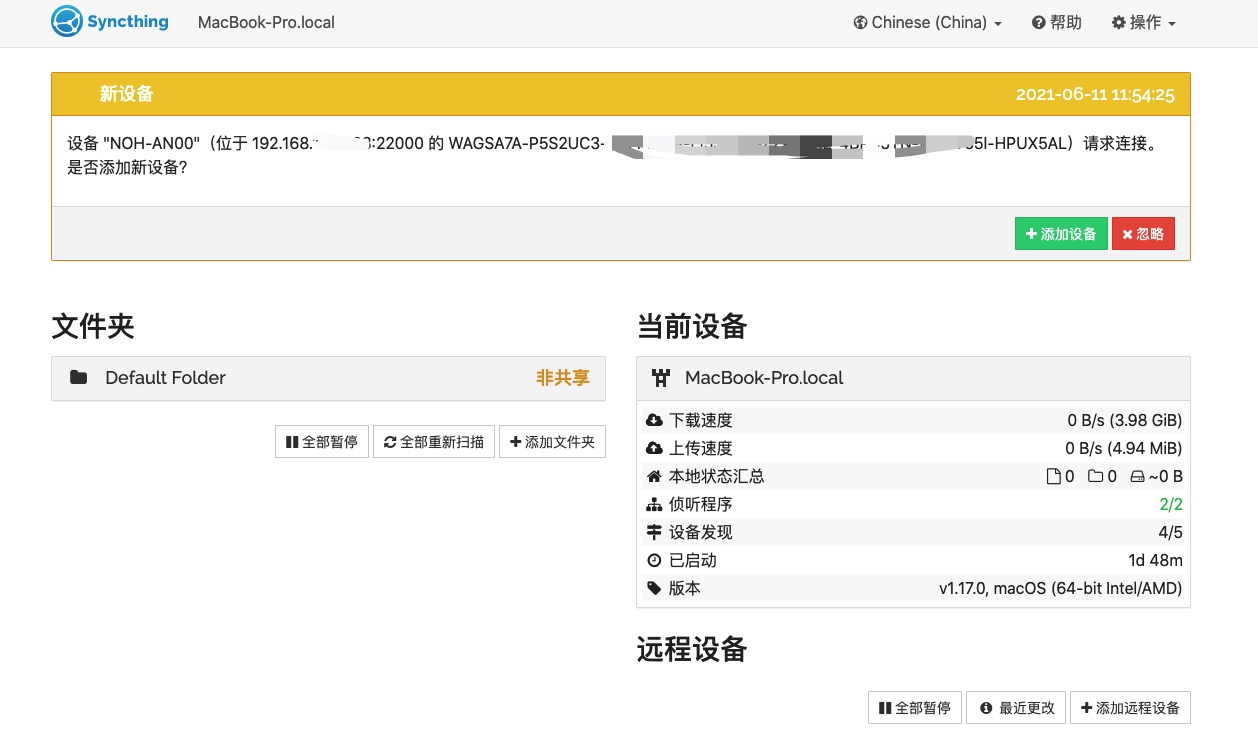 Syncthing MacBook-Pro.local Chinese (China) 帮助 操作
新设备 2021-06-11 11:54:25
设备 "NOH-AN00"（位于 192.168. :22000 的 WAGSA7A-P5S2UC3- -HPUX5AL）请求连接。
是否添加新设备?
添加设备 忽略
文件夹
Default Folder 非共享
全部暂停 全部重新扫描 添加文件夹
当前设备
MacBook-Pro.local
下载速度 0 B/s (3.98 GiB)
上传速度 0 B/s (4.94 MiB)
本地状态汇总 0 0 ~0 B
侦听程序 2/2
设备发现 4/5
已启动 1d 48m
版本 v1.17.0, macOS (64-bit Intel/AMD)
远程设备
全部暂停 最近更改 添加远程设备